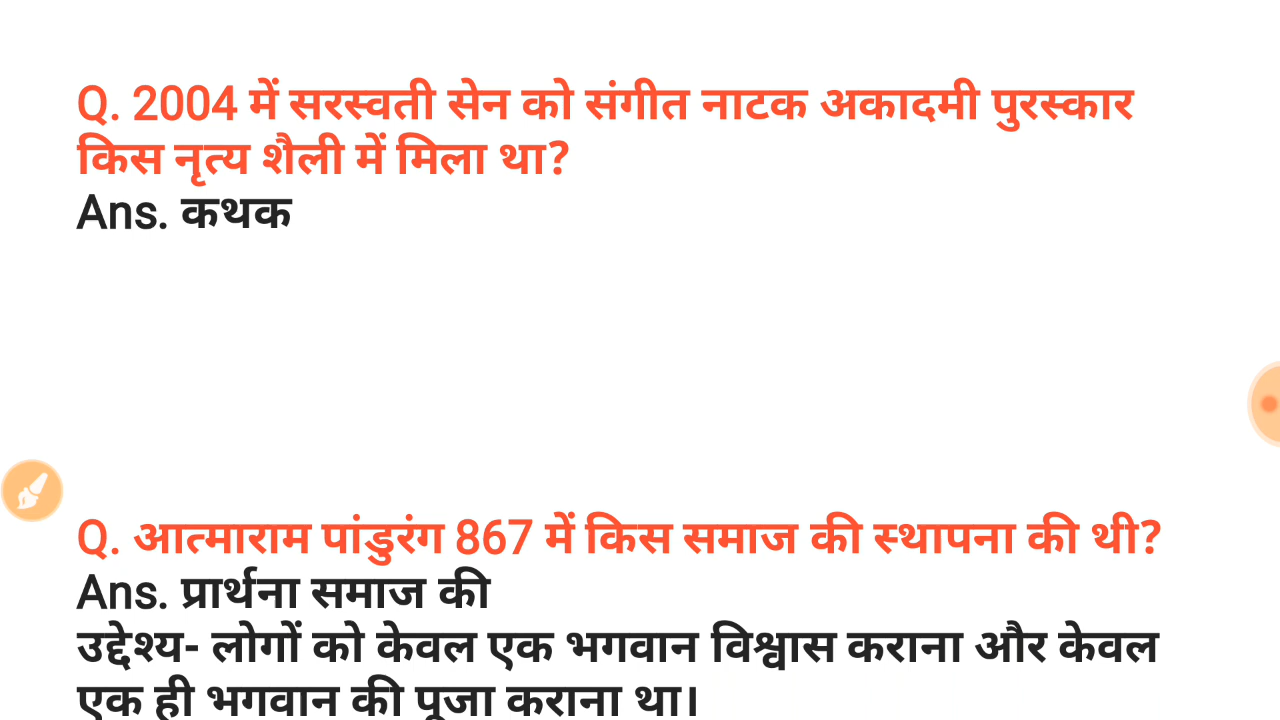 Q. 2004 में सरस्वती सेन को संगीत नाटक अकादमी पुरस्कार
किस नृत्य शैली में मिला था?
Ans. कथक
Q. आत्माराम पांडुरंग 867 में किस समाज की स्थापना की थी?
Ans. प्रार्थना समाज की
उद्देश्य- लोगों को केवल एक भगवान विश्वास कराना और केवल
एक ही भगवान की पूजा कराना था।